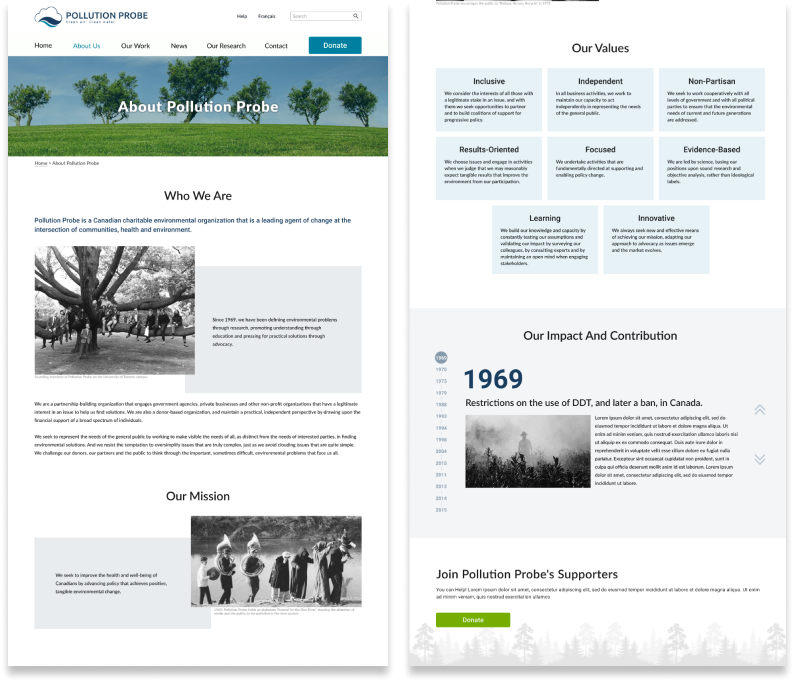 POLLUTION PROBE
clean air. clean water.
Help Français Search
Home About Us Our Work News Our Research Contact Donate
About Pollution Probe
Home > About Pollution Probe
Who We Are
Pollution Probe is a Canadian charitable environmental organization that is a leading agent of change at the
intersection of communities, health and environment.
Since 1969, we have been defining environmental problems
through research, promoting understanding through
education and pressing for practical solutions through
advocacy.
Founding members of Pollution Probe on the University of Toronto campus
We are a partnership-building organization that engages government agencies, private businesses and other non-profit organizations that have a legitimate
interest in an issue to help us find solutions. We are also a donor-based organization, and maintain a practical, independent perspective by drawing upon the
financial support of a broad spectrum of individuals.
We seek to represent the needs of the general public by working to make visible the needs of all, as distinct from the needs of interested parties, in finding
environmental solutions. And we resist the temptation to oversimplify issues that are truly complex, just as we avoid clouding issues that are quite simple.
We challenge our donors, our partners and the public to think through the important, sometimes difficult, environmental problems that face us all.
Our Mission
We seek to improve the health and well-being of
Canadians by advancing policy that achieves positive,
tangible environmental change.
Our Values
Inclusive
We consider the interests of all those with
a legitimate stake in an issue, and with
them we seek opportunities to partner
and to build coalitions of support for
progressive policy.
Independent
In all business activities, we work to
maintain our capacity to act
independently in representing the needs
of the general public.
Non-Partisan
We seek to work cooperatively with all
levels of government and with all political
parties to ensure that the environmental
needs of current and future generations
are addressed.
Results-Oriented
We choose issues and engage in activities
when we judge that we may reasonably
expect tangible results that improve the
environment from our participation.
Focused
We undertake activities that are
fundamentally directed at supporting and
enabling policy change.
Evidence-Based
We are led by science, basing our
positions upon sound research and
objective analysis, rather than ideological
labels.
Learning
We build our knowledge and capacity by
constantly testing our assumptions and
validating our impact by surveying our
colleagues, by consulting experts and by
maintaining an open mind when engaging
stakeholders.
Innovative
We always seek new and effective means
of achieving our mission, adapting our
approach to advocacy as issues emerge
and the market evolves.
Our Impact And Contribution
1969
1970
1973
1979
1988
1993
1994
1998
2004
2010
2011
2013
2014
2015
1969
Restrictions on the use of DDT, and later a ban, in Canada.
Lorem ipsum dolor sit amet, consectetur adipiscing elit, sed do
eiusmod tempor incididunt ut labore et dolore magna aliqua. Ut
enim ad minim veniam, quis nostrud exercitation ullamco laboris nisi
ut aliquip ex ea commodo consequat. Duis aute irure dolor in
reprehenderit in voluptate velit esse cillum dolore eu fugiat nulla
pariatur. Excepteur sint occaecat cupidatat non proident, sunt in
culpa qui officia deserunt mollit anim id est laborum. Lorem ipsum
dolor sit amet, consectetur adipiscing elit, sed do eiusmod tempor
incididunt ut labore.
Join Pollution Probe's Supporters
You can Help! Lorem ipsum dolor sit amet, consectetur adipiscing elit, sed do eiusmod tempor incididunt ut labore et dolore magna aliqua. Ut enim
ad minim veniam, quis nostrud exercitation ullamco
Donate